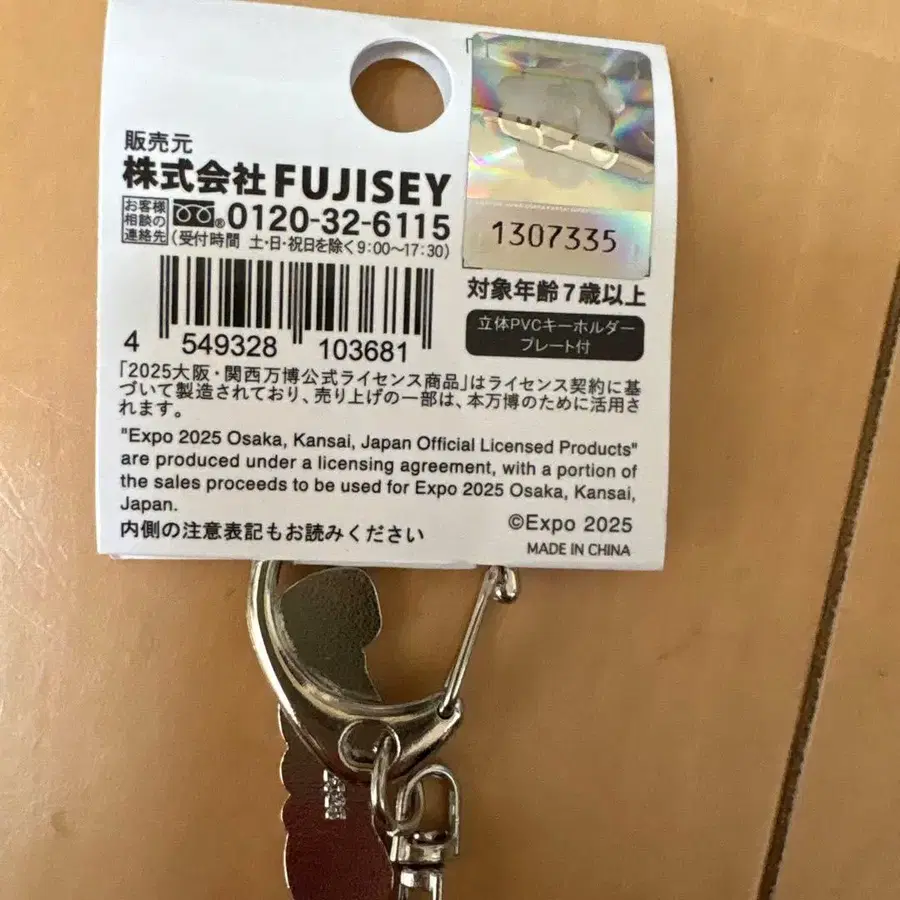 販売元
株式会社FUJISEY
お客様
相談の
連絡先
® 0120-32-6115
(受付時間 土・日・祝日を除く9:00〜17:30)
1307335
対象年齢7歳以上
立体PVCキーホルダー
プレート付
4 549328 103681
「2025大阪・関西万博公式ライセンス商品」はライセンス契約に基
づいて製造されており、売り上げの一部は、本万博のために活用さ
れます。
"Expo 2025 Osaka, Kansai, Japan Official Licensed Products"
are produced under a licensing agreement, with a portion of
the sales proceeds to be used for Expo 2025 Osaka, Kansai,
Japan.
内側の注意表記もお読みください
©Expo 2025
MADE IN CHINA